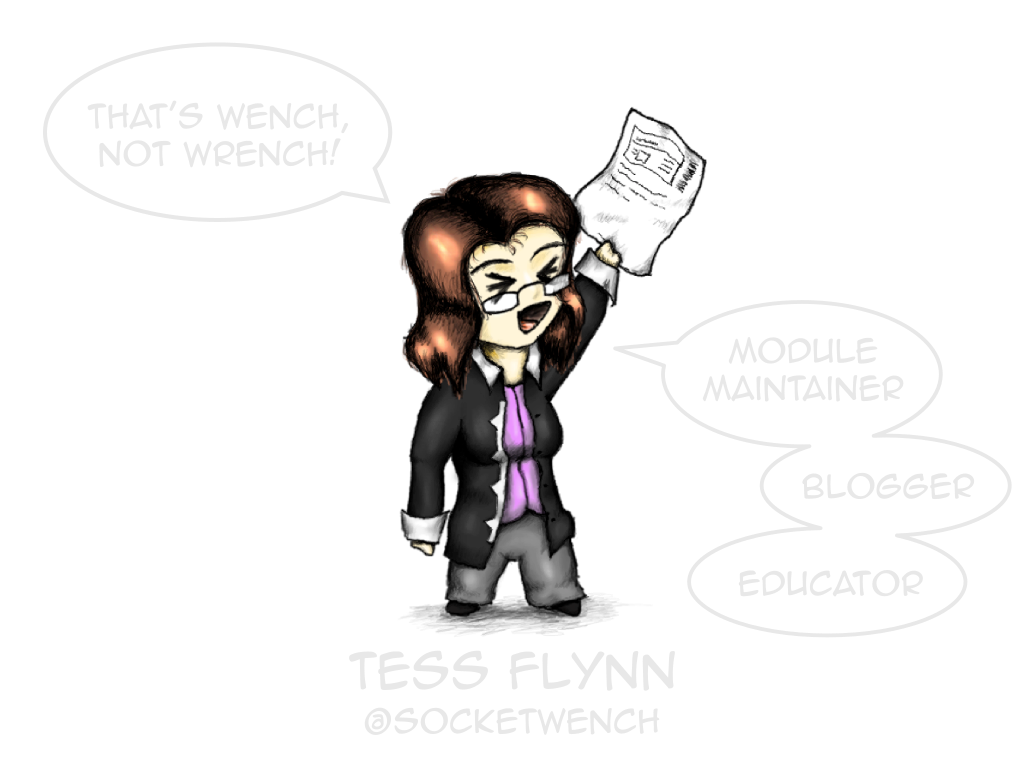 THAT'S WENCH,
NOT WRENCH!
MODULE
MAINTAINER
BLOGGER
EDUCATOR
TESS FLYNN
@SOCKETWENCH